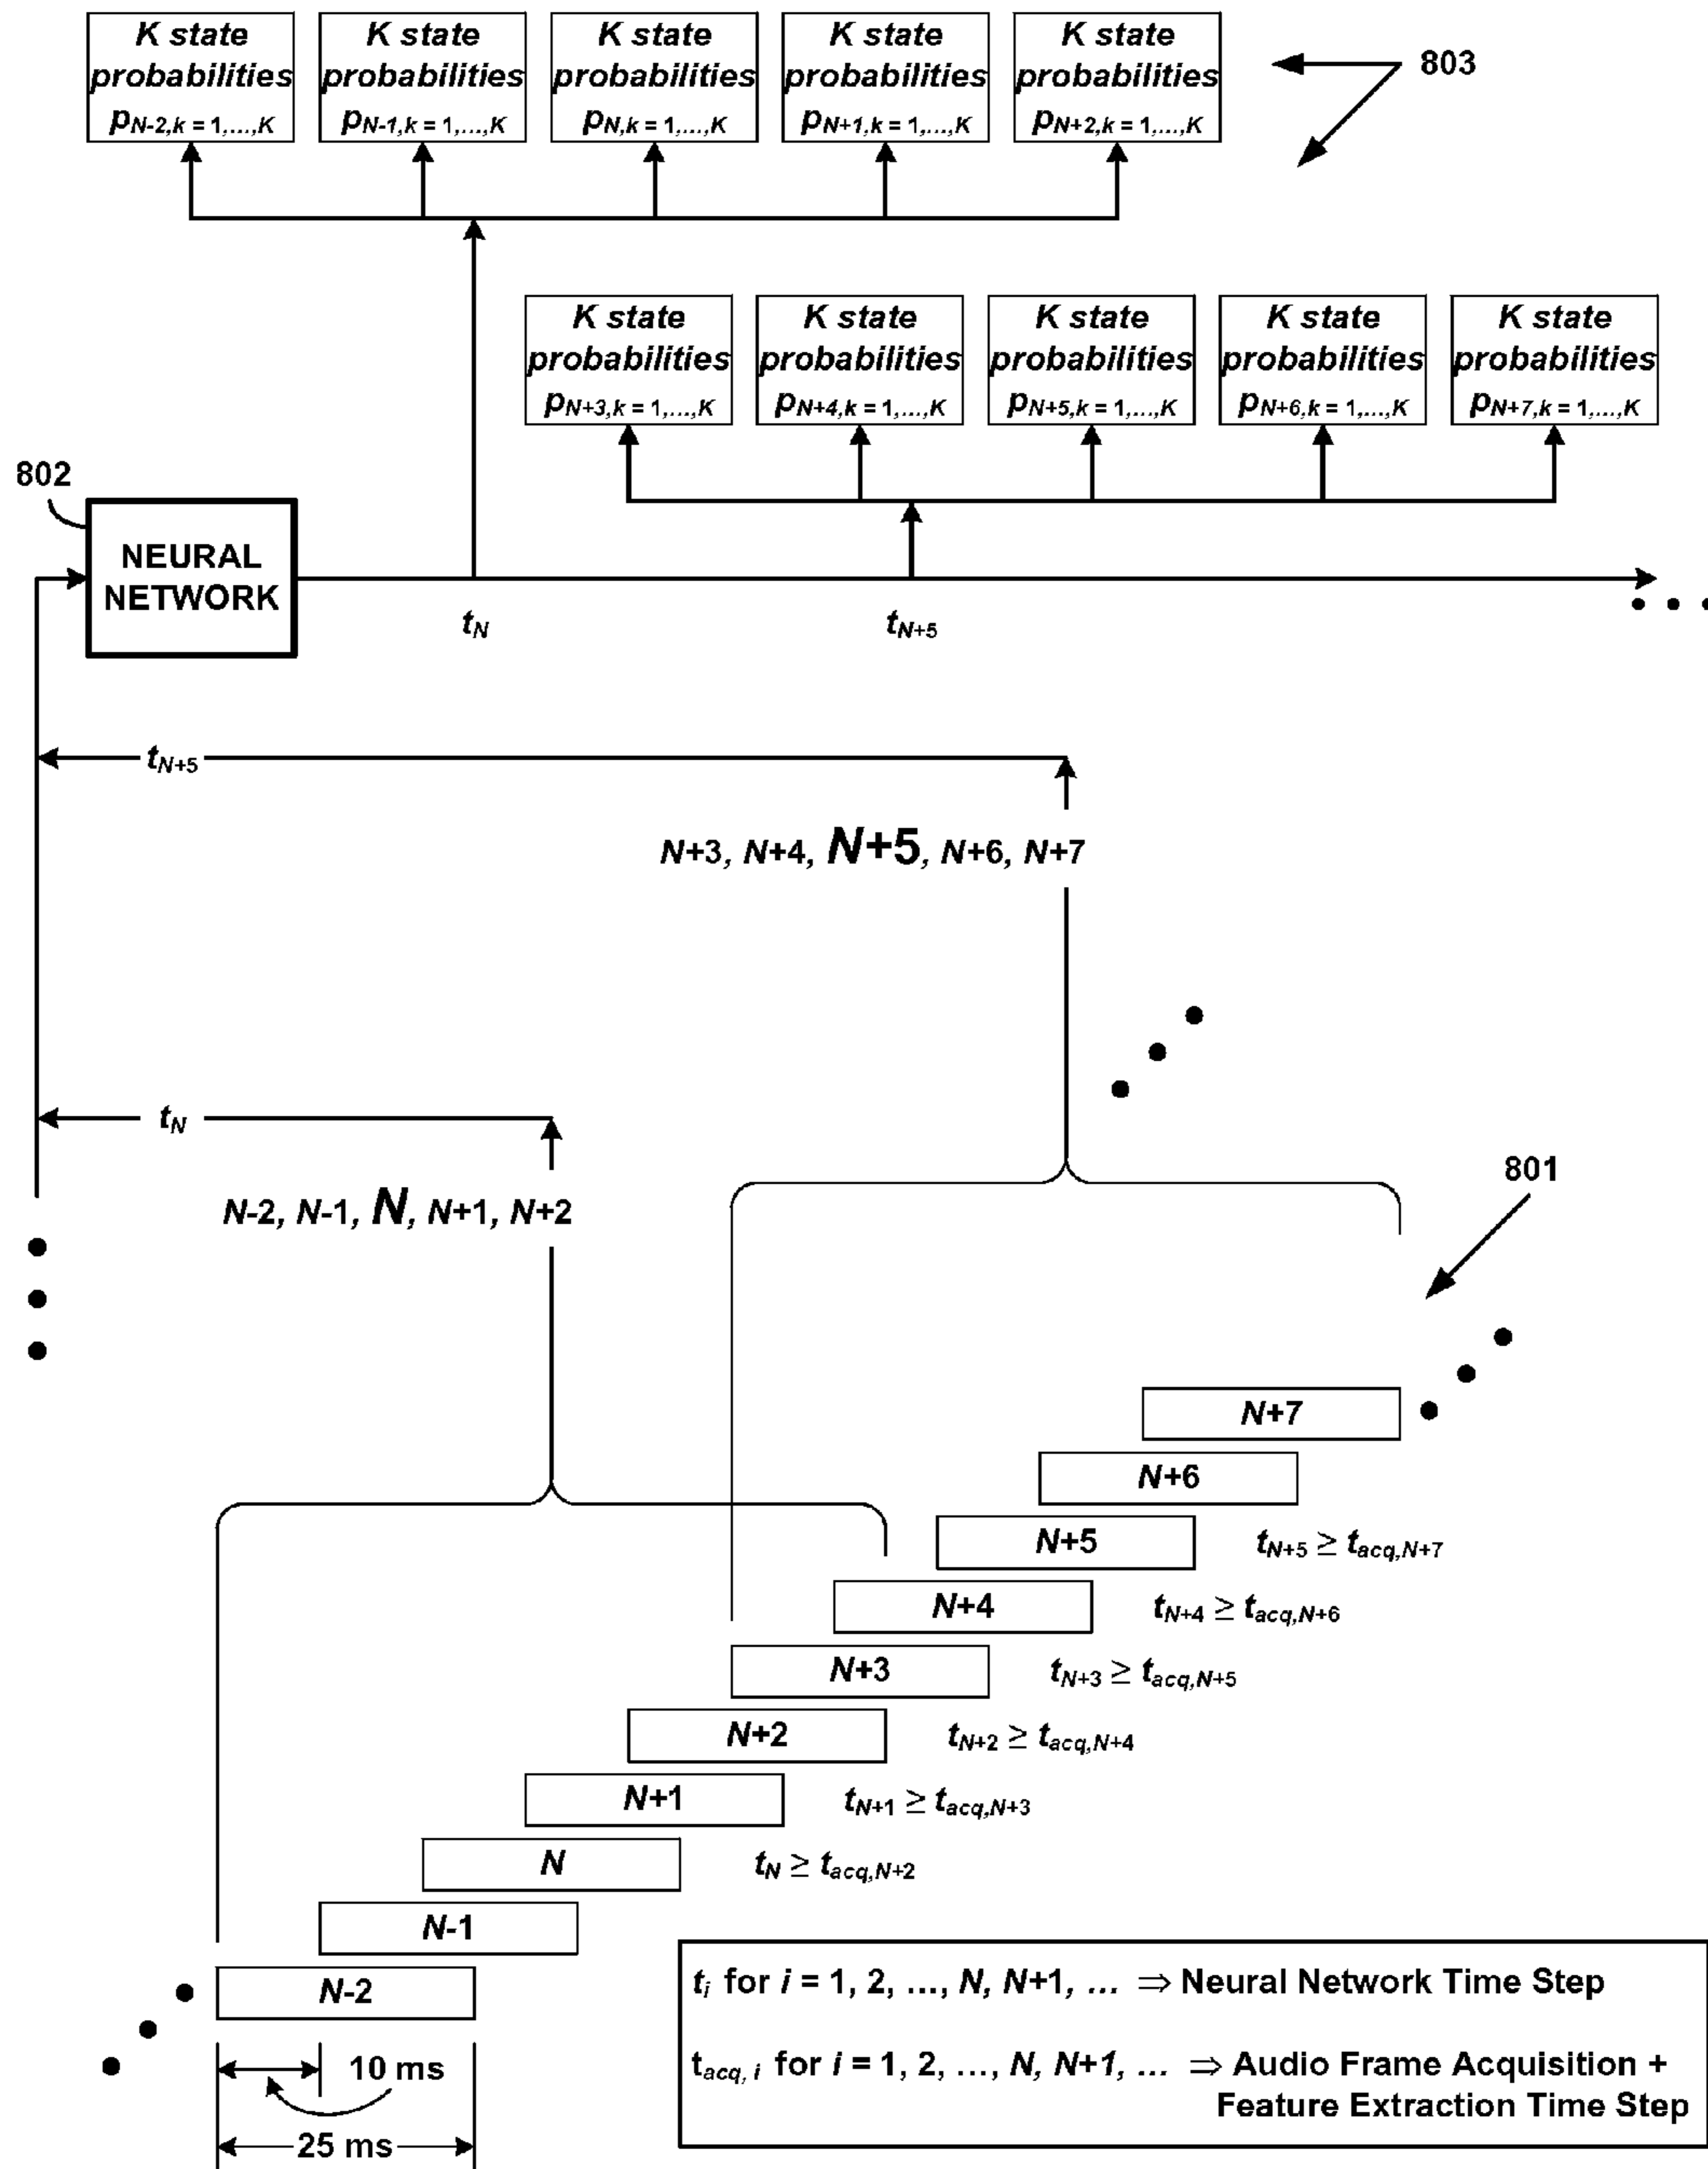 K state probabilities pN-2,k = 1,...,K
K state probabilities pN-1,k = 1,...,K
K state probabilities pN,k = 1,...,K
K state probabilities pN+1,k = 1,...,K
K state probabilities pN+2,k = 1,...,K
803
K state probabilities pN+3,k = 1,...,K
K state probabilities pN+4,k = 1,...,K
K state probabilities pN+5,k = 1,...,K
K state probabilities pN+6,k = 1,...,K
K state probabilities pN+7,k = 1,...,K
802
NEURAL
NETWORK
tN
tN+5
tN+5
N+3, N+4, N+5, N+6, N+7
tN
N-2, N-1, N, N+1, N+2
801
N+7
N+6
N+5
tN+5 ≥ tacq,N+7
N+4
tN+4 ≥ tacq,N+6
N+3
tN+3 ≥ tacq,N+5
N+2
tN+2 ≥ tacq,N+4
N+1
tN+1 ≥ tacq,N+3
N
tN ≥ tacq,N+2
N-1
N-2
10 ms
25 ms
ti for i = 1, 2, ..., N, N+1, ... ⇒ Neural Network Time Step
tacq, i for i = 1, 2, ..., N, N+1, ... ⇒ Audio Frame Acquisition +
Feature Extraction Time Step